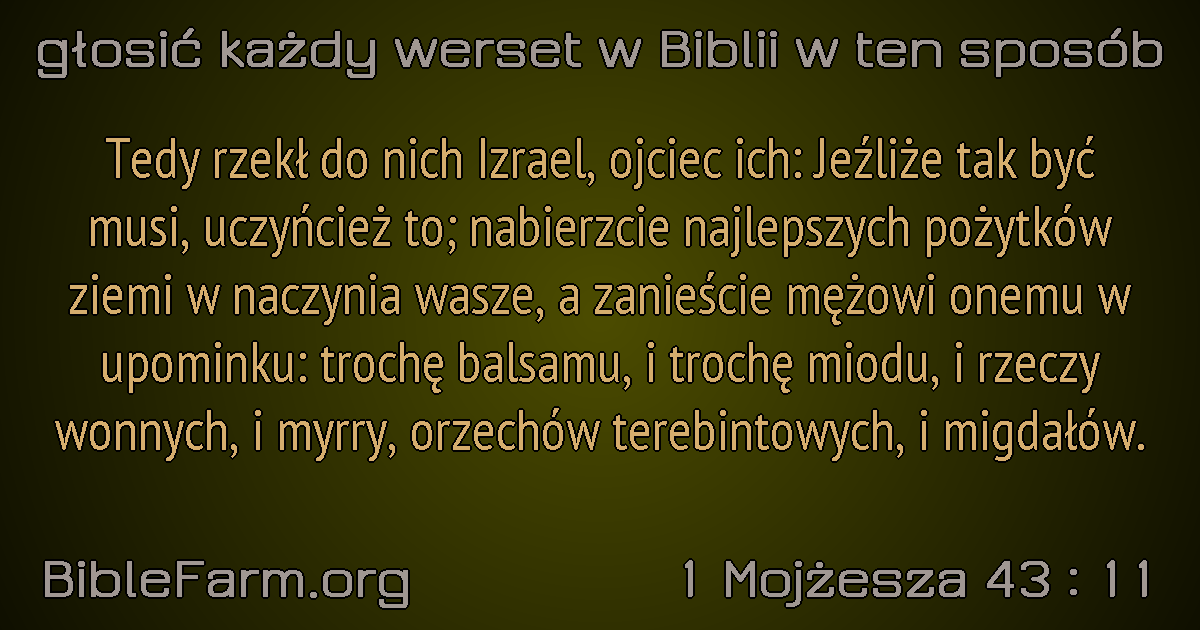 głosić każdy werset w Biblii w ten sposób
Tedy rzekł do nich Izrael, ojciec ich: Jeźliże tak być
musi, uczyńcież to; nabierzcie najlepszych pożytków
ziemi w naczynia wasze, a zanieście mężowi onemu w
upominku: trochę balsamu, i trochę miodu, i rzeczy
wonnych, i myrry, orzechów terebintowych, i migdałów.
BibleFarm.org
1 Mojżesza 43 : 11